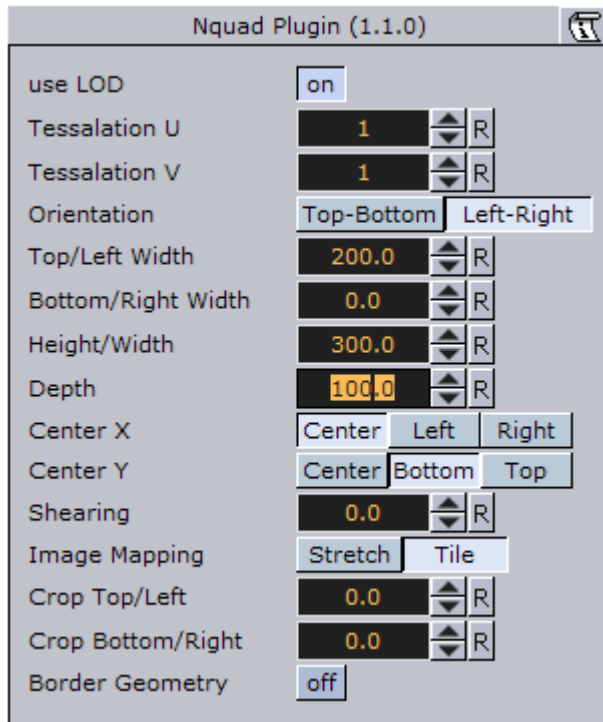 Nquad Plugin (1.1.0)
use LOD on
Tessalation U 1 R
Tessalation V 1 R
Orientation Top-Bottom Left-Right
Top/Left Width 200.0 R
Bottom/Right Width 0.0 R
Height/Width 300.0 R
Depth 100.0 R
Center X Center Left Right
Center Y Center Bottom Top
Shearing 0.0 R
Image Mapping Stretch Tile
Crop Top/Left 0.0 R
Crop Bottom/Right 0.0 R
Border Geometry off